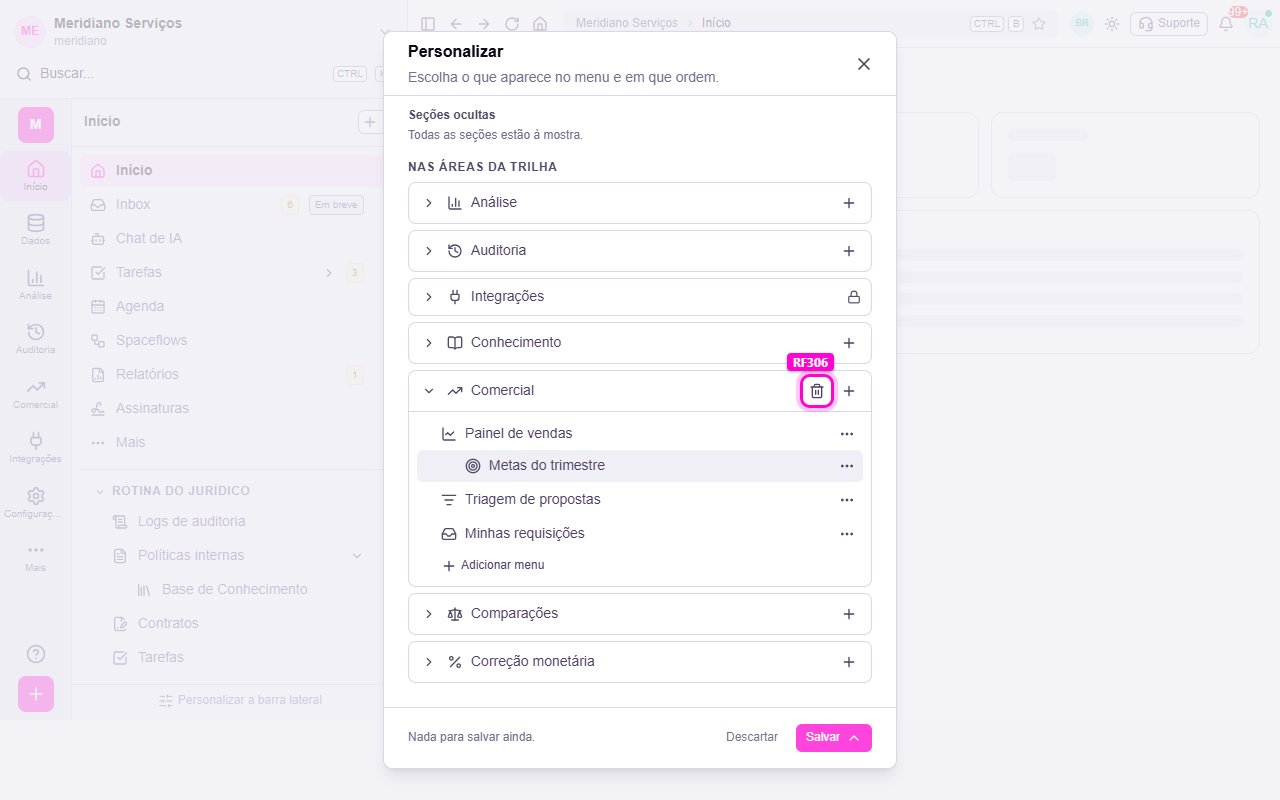 ME
Meridiano Serviços
meridiano
Buscar...
CTRL
Meridiano Serviços
Início
CTRL
B
BR
Suporte
99+
RA
M
Início
Dados
Análise
Auditoria
Comercial
Integrações
Configuraç...
Mais
Início
Início
Inbox
6
Em breve
Chat de IA
Tarefas
3
Agenda
Spaceflows
Relatórios
1
Assinaturas
Mais
ROTINA DO JURÍDICO
Logs de auditoria
Políticas internas
Base de Conhecimento
Contratos
Tarefas
Personalizar a barra lateral
Personalizar
Escolha o que aparece no menu e em que ordem.
Seções ocultas
Todas as seções estão à mostra.
NAS ÁREAS DA TRILHA
Análise
Auditoria
Integrações
Conhecimento
RF306
Comercial
Painel de vendas
Metas do trimestre
Triagem de propostas
Minhas requisições
Adicionar menu
Comparações
Correção monetária
Nada para salvar ainda.
Descartar
Salvar